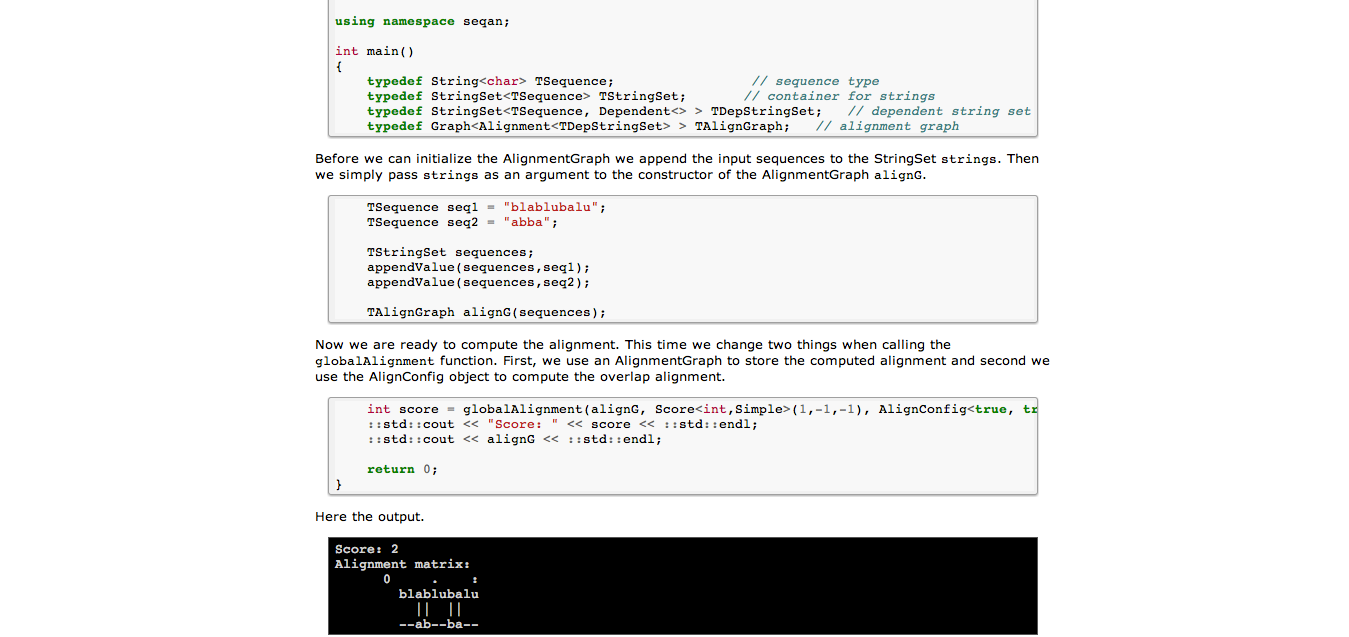 using namespace seqan;
int main()
{
typedef String<char> TSequence; // sequence type
typedef StringSet<TSequence> TStringSet; // container for strings
typedef StringSet<TSequence, Dependent<> > TDepStringSet; // dependent string set
typedef Graph<Alignment<TDepStringSet> > TAlignGraph; // alignment graph
Before we can initialize the AlignmentGraph we append the input sequences to the StringSet strings. Then
we simply pass strings as an argument to the constructor of the AlignmentGraph alignG.
TSequence seq1 = "blablubalu";
TSequence seq2 = "abba";
TStringSet sequences;
appendValue(sequences,seq1);
appendValue(sequences,seq2);
TAlignGraph alignG(sequences);
Now we are ready to compute the alignment. This time we change two things when calling the
globalAlignment function. First, we use an AlignmentGraph to store the computed alignment and second we
use the AlignConfig object to compute the overlap alignment.
int score = globalAlignment(alignG, Score<int,Simple>(1,-1,-1), AlignConfig<true, tr
::std::cout << "Score: " << score << ::std::endl;
::std::cout << alignG << ::std::endl;
return 0;
}
Here the output.
Score: 2
Alignment matrix:
0 . :
blablubalu
|| ||
--ab--ba--